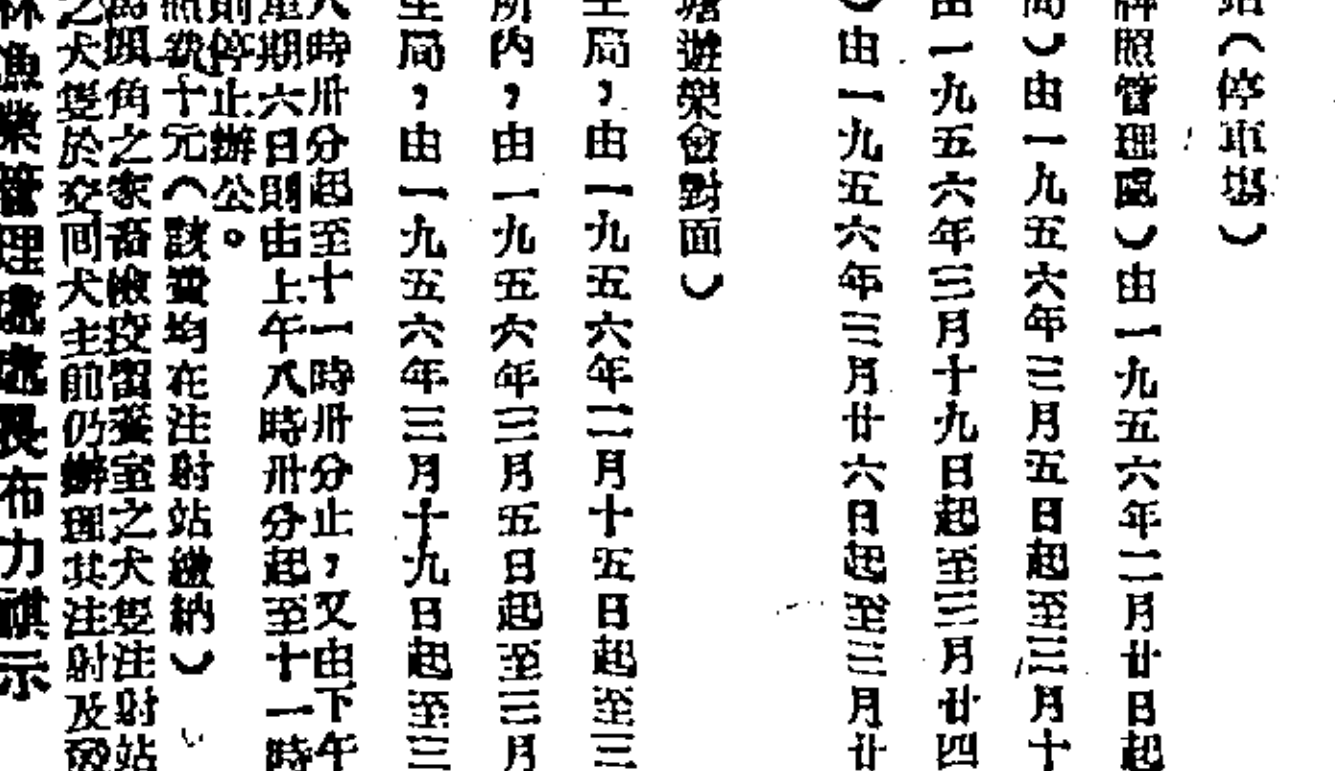 站（停車場）
牌照管理處）由一九五六年二月廿日起
局）由一九五六年三月五日起至三月十
由一九五六年三月十九日起至三月廿四
）由一九五六年三月廿六日起至三月廿
塘遊樂會對面）
生局，由一九五六年二月十五日起至三
所內，由一九五六年三月五日起至三月
生局，由一九五六年三月十九日起至三
八時卅分起至十一時卅分止，又由下午
星期六日則由上午八時卅分起至十一時
則停止辦公。
照飛十元（該費均在注射站繳納）
馬頭角之家畜檢疫留養室之犬隻注射站
之犬隻於交間犬主前仍辦理其注射及發
林漁業管理處處長布力祺示